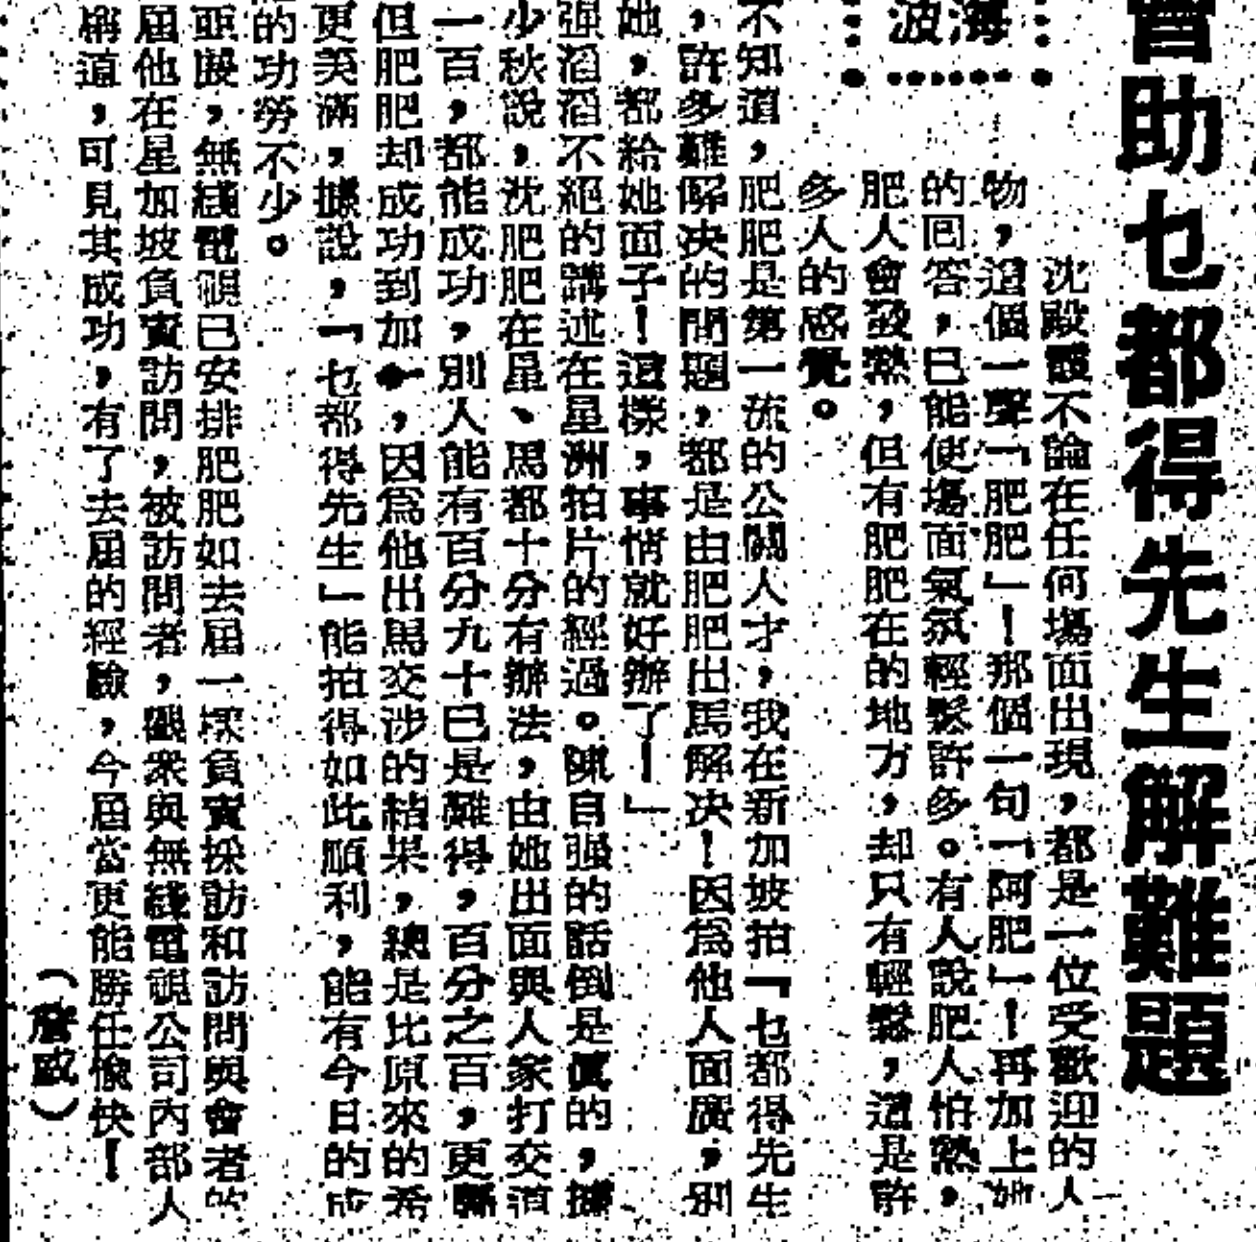 會助乜都得先生解難題
海
波
沈殿霞不論在任何場面出現，都是一位受歡迎的人
物，這個一聲「肥肥」！那個一句「阿肥」！再加上她
的回答，已能使塲面氣氛輕鬆許多。有人說肥人怕熱，
肥人會發熱，但有肥肥在的地方，却只有輕鬆，這是許
多人的感覺。
不知道，肥肥是第一流的公關人才，我在新加坡拍「乜都得先生
，許多難解决的問題，都是由肥肥出馬解决！因爲他人面廣，別
她，都給她面子！這樣，事情就好辦了！」
强滔滔不絕的講述在星洲拍片的經過。陳自强的話倒是眞的，據
少秋說，沈肥肥在星、馬都十分有辦法，由她出面與人家打交道
一百，都能成功，別人能有百分九十已是難得，百分之百，更
但肥肥却成功到加一，因爲他出馬交涉的結果，總是比原來的希
更美滿，據說，「乜都得先生」能拍得如此順利，能有今日的成
的功勞不少。
亞說，無綫電視已安排肥肥如去屆一樣負責採訪和訪問與會者的
屆他在星加坡負責訪問，被訪問者，觀衆與無綫電視公司內部人
稱道，可見其成功，有了去屆的經驗，今屆當更能勝任愉快！
（詹威）